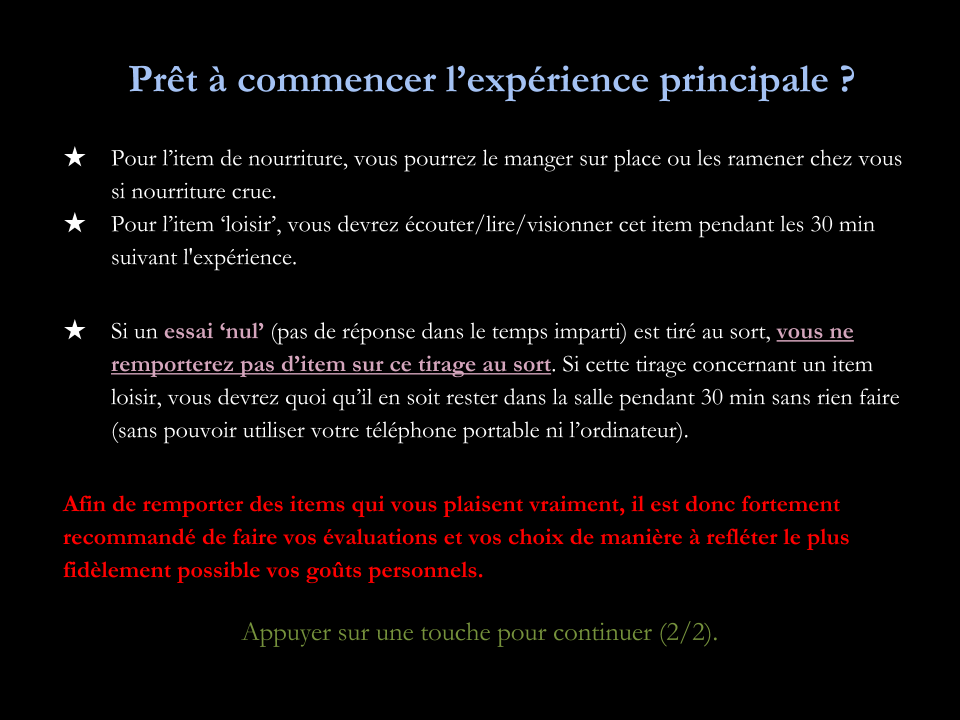 Prêt à commencer l’expérience principale ?
★ Pour l’item de nourriture, vous pourrez le manger sur place ou les ramener chez vous
si nourriture crue.
★ Pour l’item ‘loisir’, vous devrez écouter/lire/visionner cet item pendant les 30 min
suivant l'expérience.
★ Si un essai ‘nul’ (pas de réponse dans le temps imparti) est tiré au sort, vous ne
remporterez pas d’item sur ce tirage au sort. Si cette tirage concernant un item
loisir, vous devrez quoi qu’il en soit rester dans la salle pendant 30 min sans rien faire
(sans pouvoir utiliser votre téléphone portable ni l’ordinateur).
Afin de remporter des items qui vous plaisent vraiment, il est donc fortement
recommandé de faire vos évaluations et vos choix de manière à refléter le plus
fidèlement possible vos goûts personnels.
Appuyer sur une touche pour continuer (2/2).